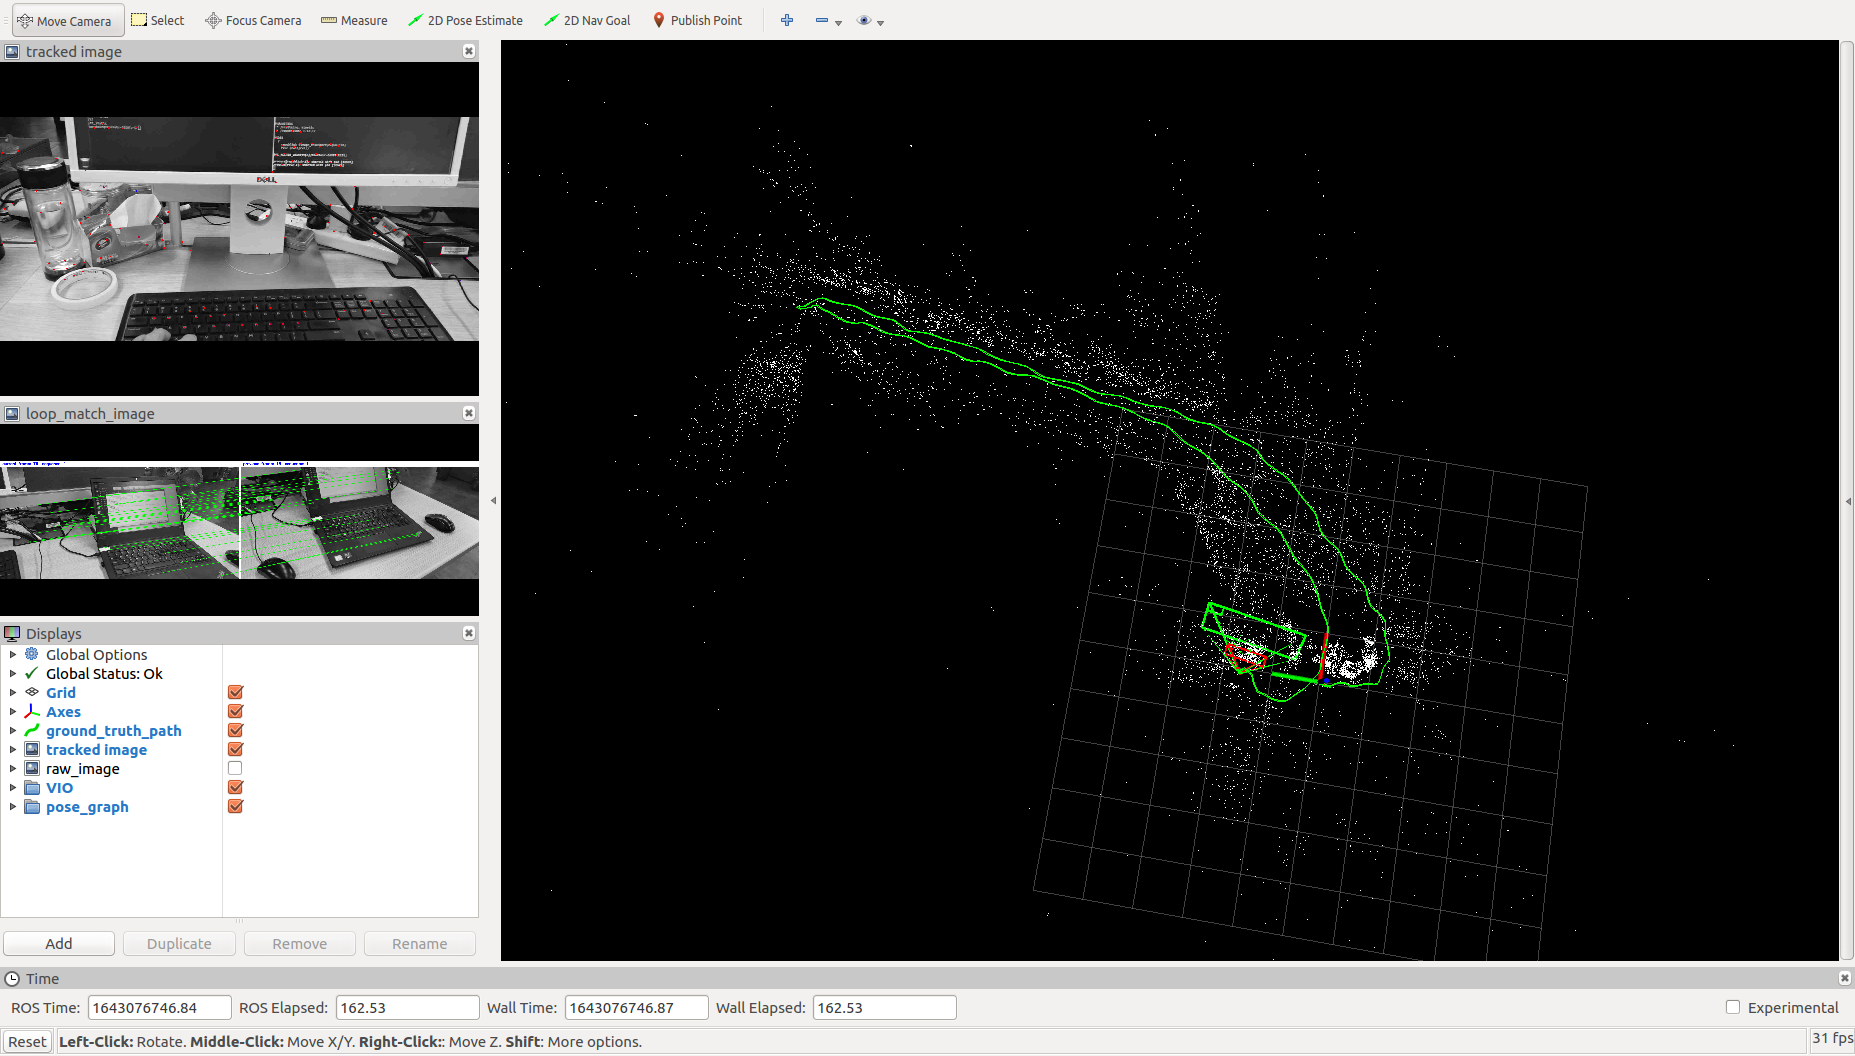 Move Camera Select Focus Camera Measure 2D Pose Estimate 2D Nav Goal Publish Point
tracked image
DELL
loop_match_image
Displays
Global Options
Global Status: Ok
Grid
Axes
ground_truth_path
tracked image
raw_image
VIO
pose_graph
Add Duplicate Remove Rename
Time
ROS Time: 1643076746.84 ROS Elapsed: 162.53 Wall Time: 1643076746.87 Wall Elapsed: 162.53 Experimental
Reset Left-Click: Rotate. Middle-Click: Move X/Y. Right-Click:: Move Z. Shift: More options. 31 fps